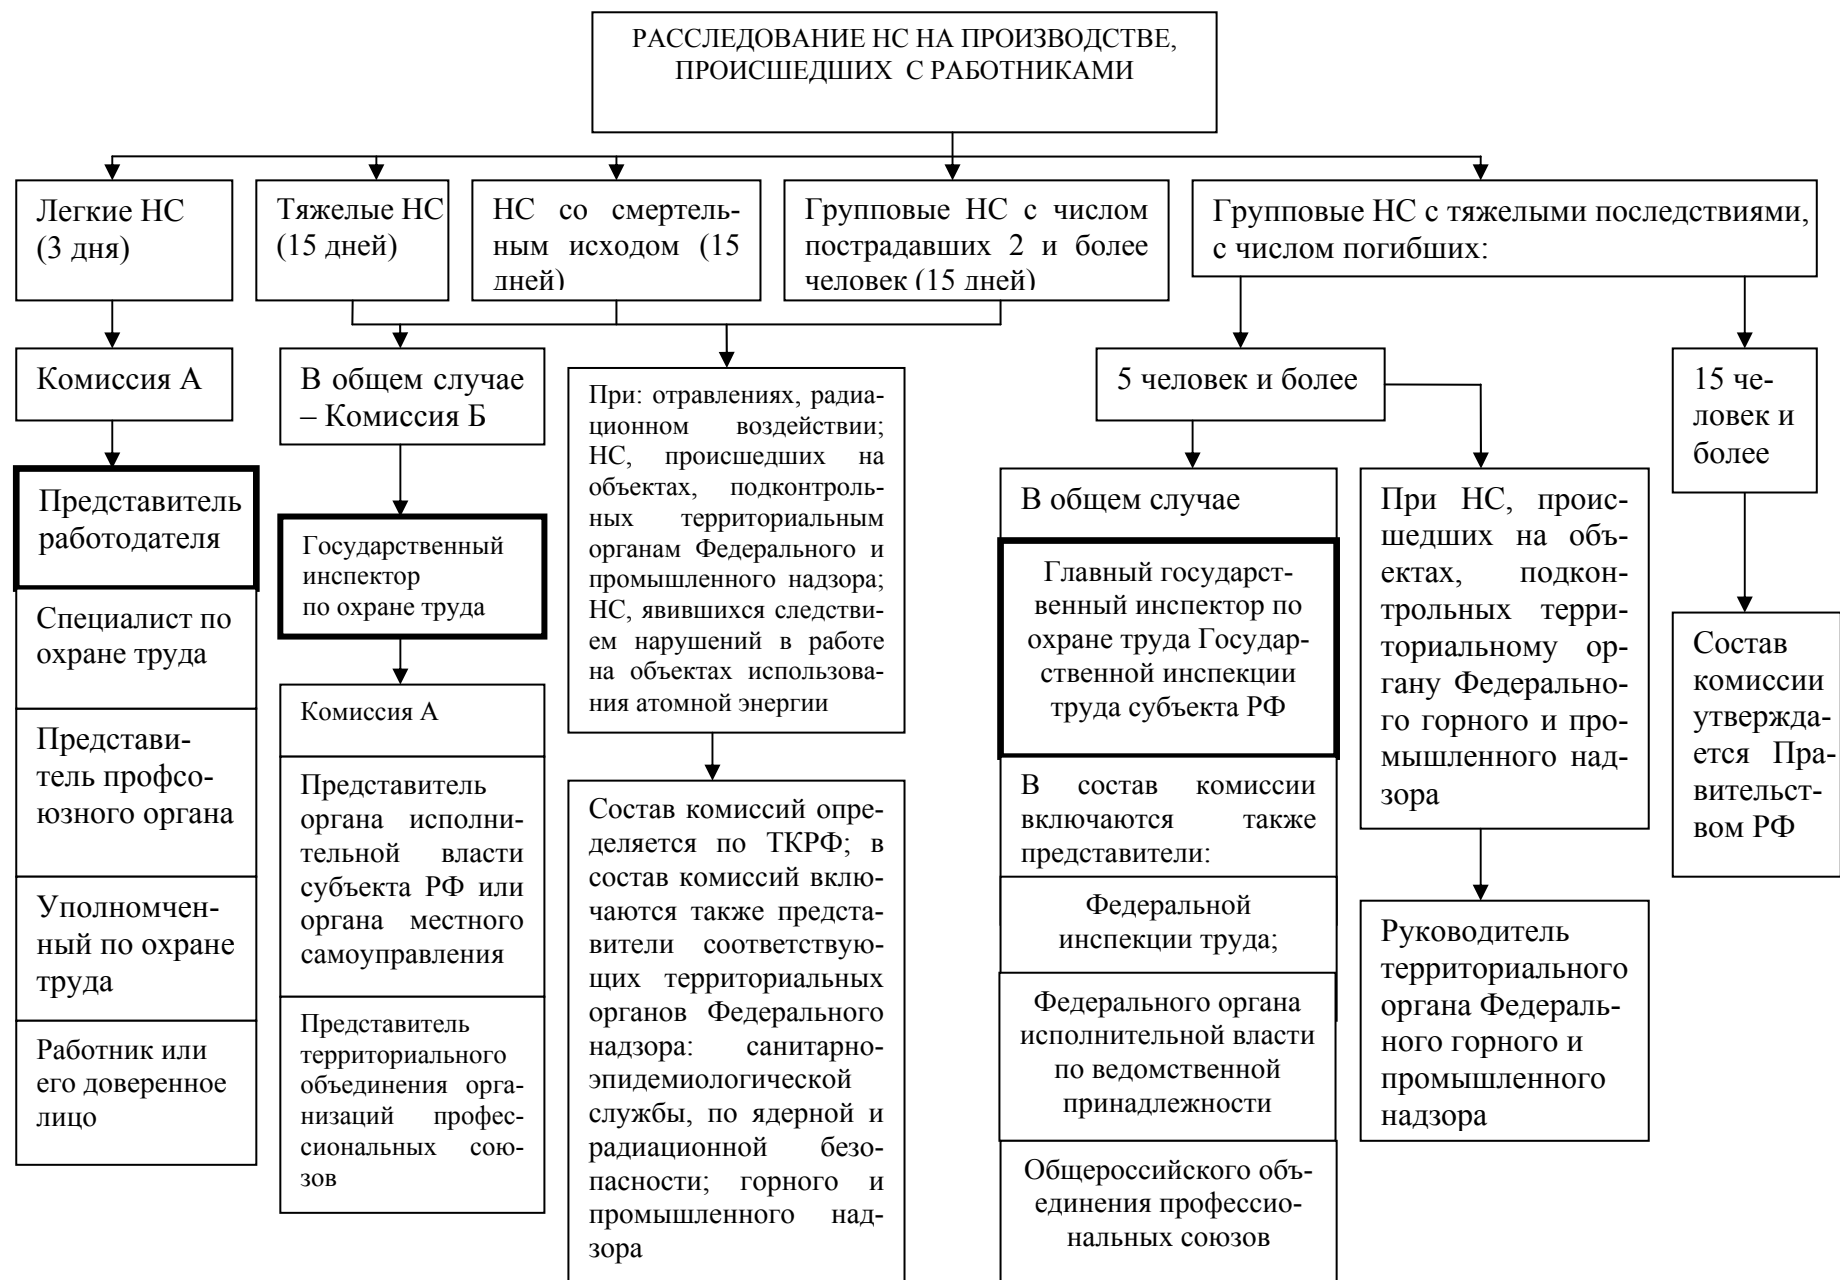 РАССЛЕДОВАНИЕ НС НА ПРОИЗВОДСТВЕ,
ПРОИСШЕДШИХ С РАБОТНИКАМИ
Легкие НС
(3 дня)
Тяжелые НС
(15 дней)
НС со смертель-
ным исходом (15
дней)
Групповые НС с числом
пострадавших 2 и более
человек (15 дней)
Групповые НС с тяжелыми последствиями,
с числом погибших:
Комиссия А
Представитель
работодателя
Специалист по
охране труда
Представи-
тель профсо-
юзного органа
Уполномчен-
ный по охране
труда
Работник или
его доверенное
лицо
В общем случае
– Комиссия Б
Государственный
инспектор
по охране труда
Комиссия А
Представитель
органа исполни-
тельной власти
субъекта РФ или
органа местного
самоуправления
Представитель
территориального
объединения орга-
низаций профес-
сиональных сою-
зов
При: отравлениях, радиа-
ционном воздействии;
НС, происшедших на
объектах, подконтроль-
ных территориальным
органам Федерального и
промышленного надзора;
НС, явившихся следстви-
ем нарушений в работе
на объектах использова-
ния атомной энергии
Состав комиссий опре-
деляется по ТКРФ; в
состав комиссий вклю-
чаются также предста-
вители соответствую-
щих территориальных
органов Федерального
надзора: санитарно-
эпидемиологической
службы, по ядерной и
радиационной безо-
пасности; горного и
промышленного над-
зора
5 человек и более
В общем случае
Главный государст-
венный инспектор по
охране труда Государ-
ственной инспекции
труда субъекта РФ
В состав комиссии
включаются также
представители:
Федеральной
инспекции труда;
Федерального органа
исполнительной власти
по ведомственной
принадлежности
Общероссийского объ-
единения профессио-
нальных союзов
При НС, проис-
шедших на объ-
ектах, подкон-
трольных терри-
ториальному ор-
гану Федерально-
го горного и про-
мышленного над-
зора
Руководитель
территориального
органа Федераль-
ного горного и
промышленного
надзора
15 че-
ловек и
более
Состав
комиссии
утвержда-
ется Пра-
вительст-
вом РФ